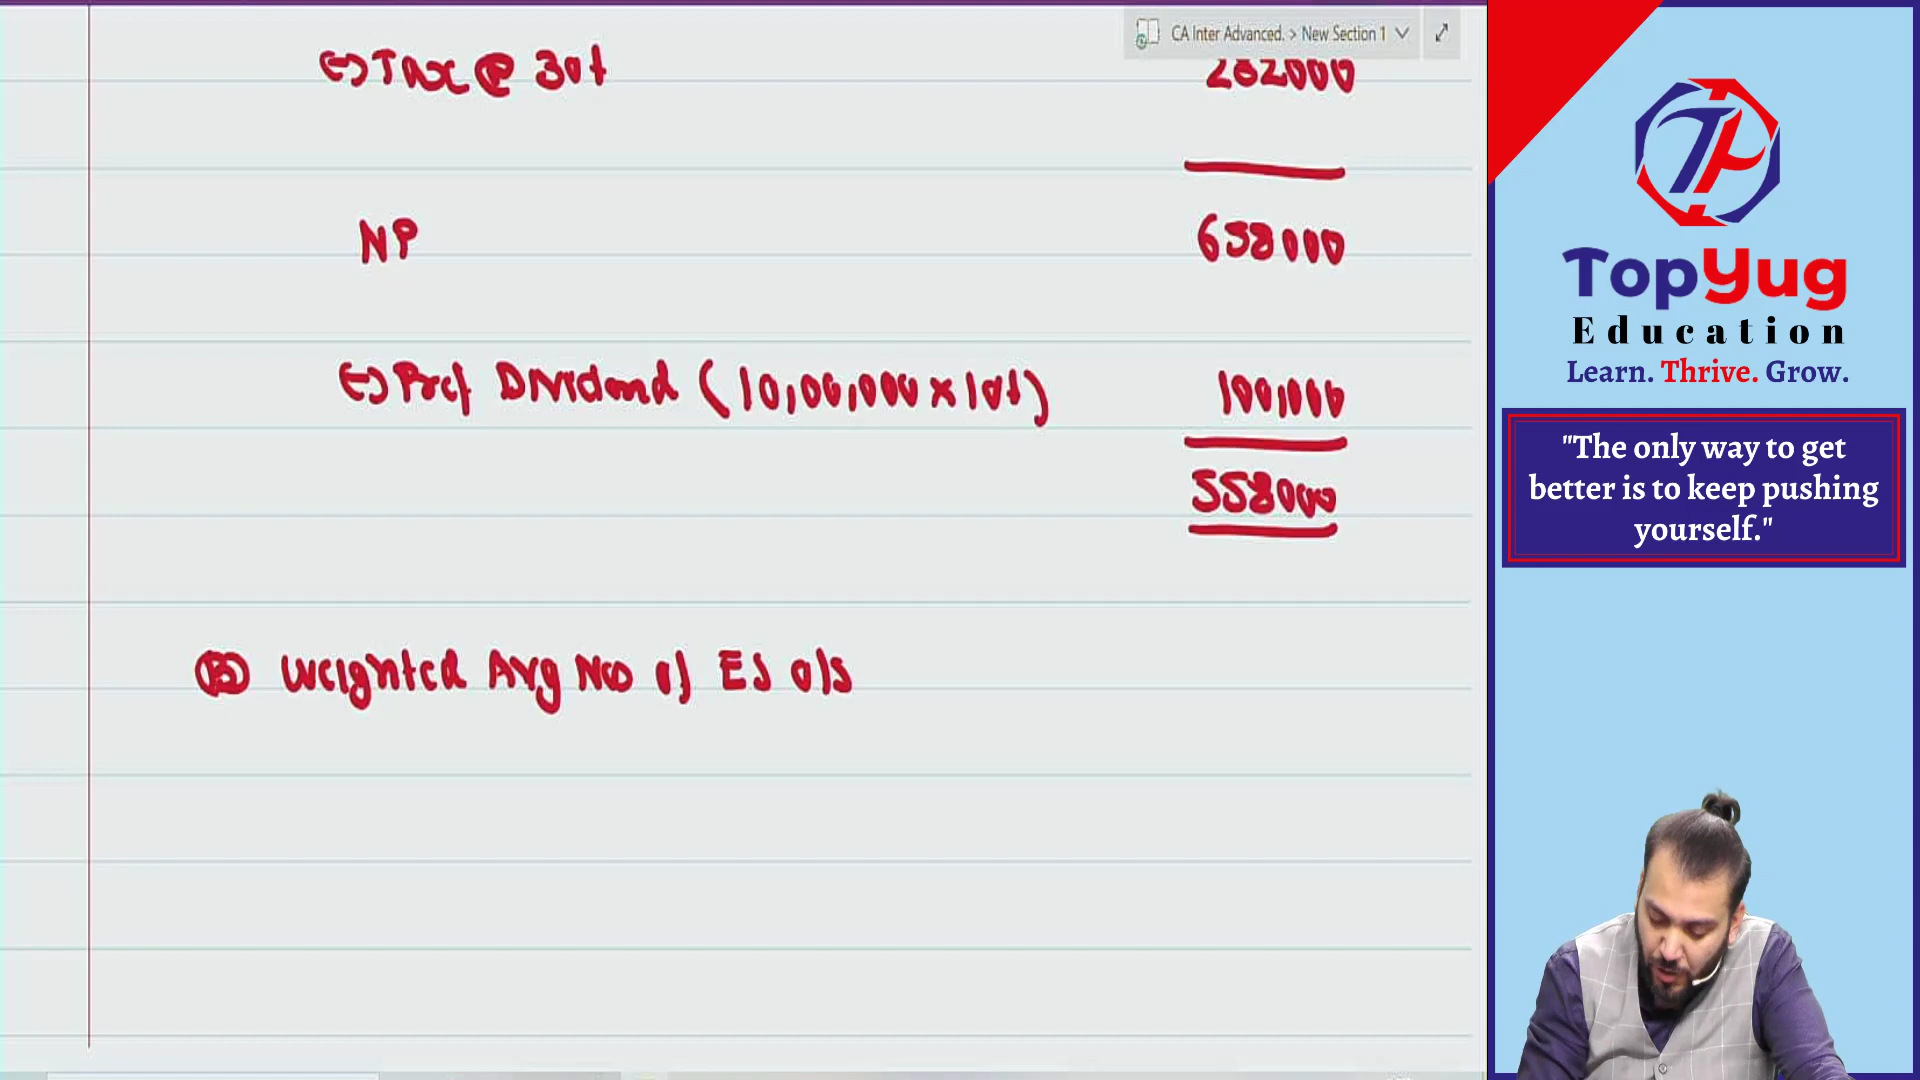 CA Inter Advanced. > New Section 1
(-) Tax @ 30% 282000
NP 658000
(-) Pref Dividend (10,00,000 x 10%) 100,000
558000
(B) Weighted Avg No of ES o/s
TopYug
Education
Learn. Thrive. Grow.
"The only way to get
better is to keep pushing
yourself."